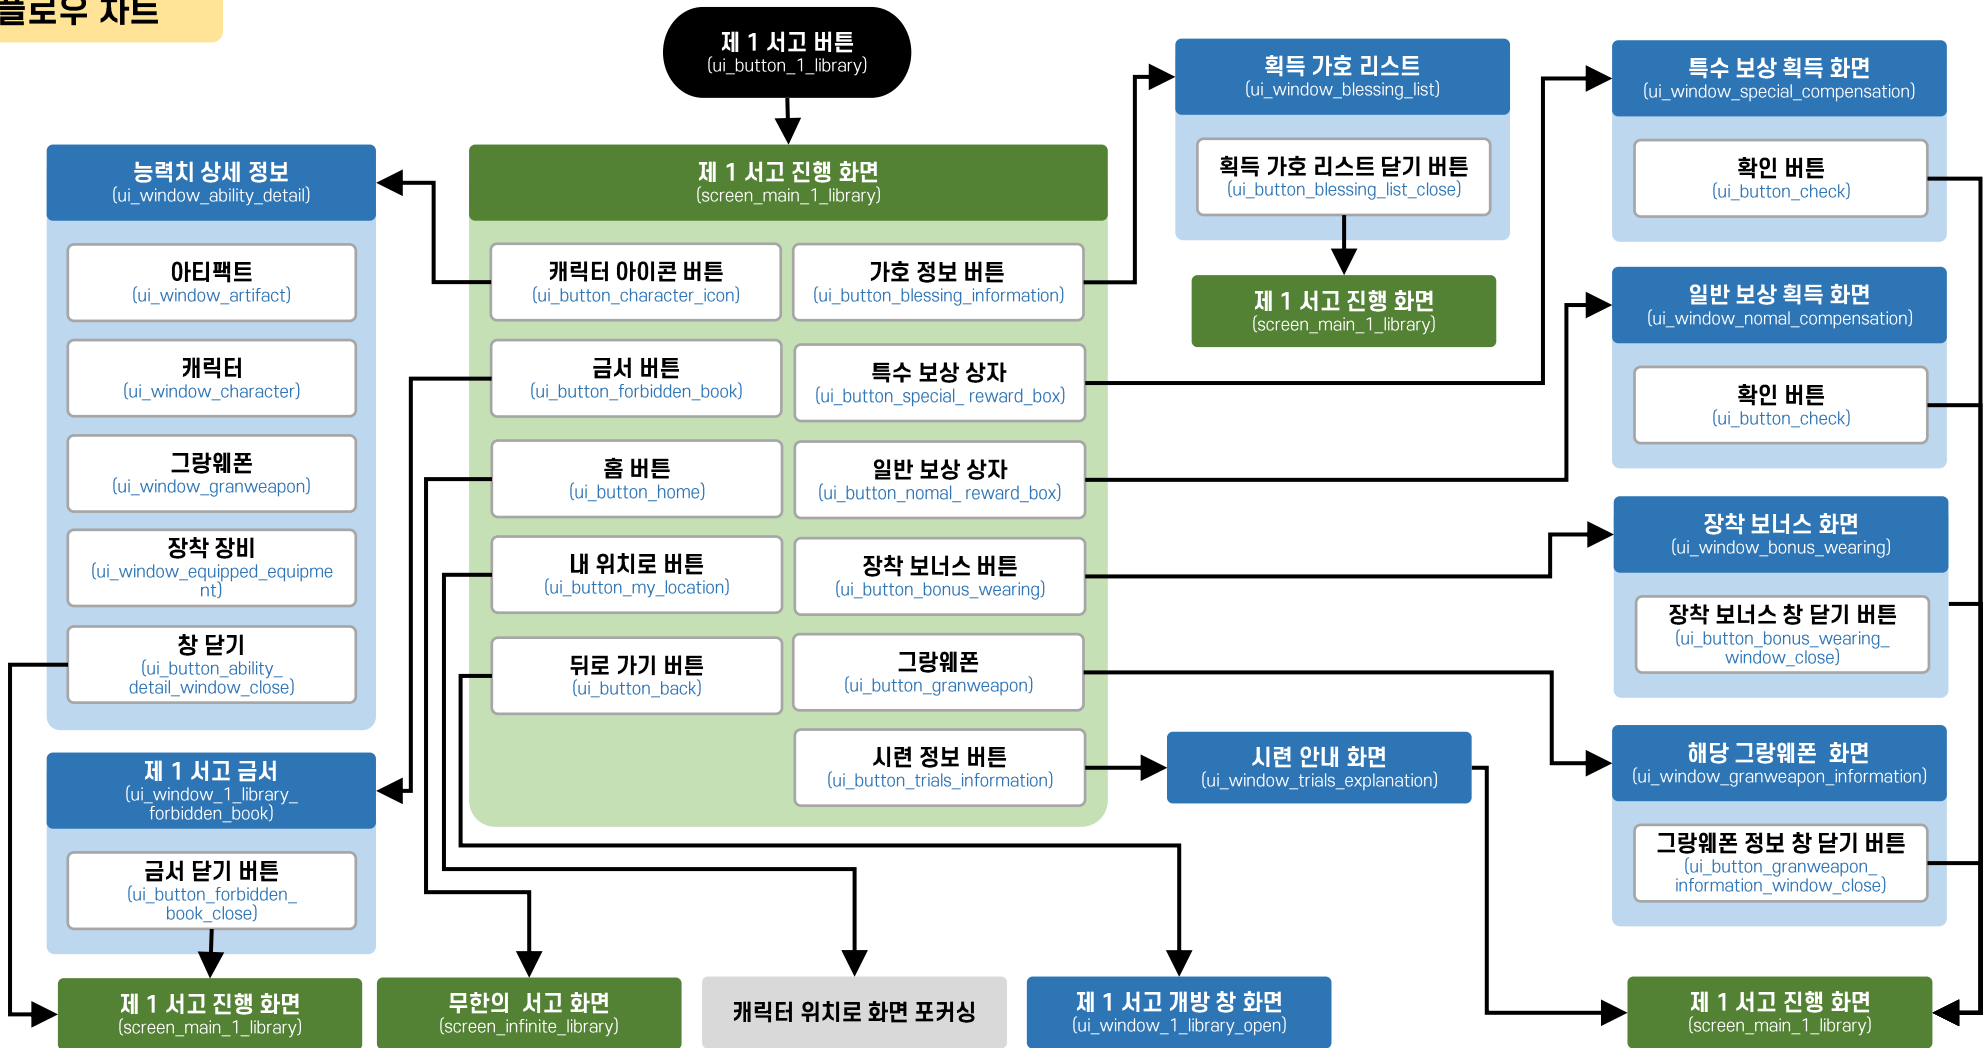 플로우 차트
제 1 서고 버튼
(ui_button_1_library)
능력치 상세 정보
(ui_window_ability_detail)
아티팩트
(ui_window_artifact)
캐릭터
(ui_window_character)
그랑웨폰
(ui_window_granweapon)
장착 장비
(ui_window_equipped_equipme
nt)
창 닫기
(ui_button_ability_
detail_window_close)
제 1 서고 금서
(ui_window_1_library_
forbidden_book)
금서 닫기 버튼
(ui_button_forbidden_
book_close)
제 1 서고 진행 화면
(screen_main_1_library)
제 1 서고 진행 화면
(screen_main_1_library)
캐릭터 아이콘 버튼
(ui_button_character_icon)
금서 버튼
(ui_button_forbidden_book)
홈 버튼
(ui_button_home)
내 위치로 버튼
(ui_button_my_location)
뒤로 가기 버튼
(ui_button_back)
가호 정보 버튼
(ui_button_blessing_information)
특수 보상 상자
(ui_button_special_ reward_box)
일반 보상 상자
(ui_button_nomal_ reward_box)
장착 보너스 버튼
(ui_button_bonus_wearing)
그랑웨폰
(ui_button_granweapon)
시련 정보 버튼
(ui_button_trials_information)
무한의 서고 화면
(screen_infinite_library)
캐릭터 위치로 화면 포커싱
제 1 서고 개방 창 화면
(ui_window_1_library_open)
획득 가호 리스트
(ui_window_blessing_list)
획득 가호 리스트 닫기 버튼
(ui_button_blessing_list_close)
제 1 서고 진행 화면
(screen_main_1_library)
시련 안내 화면
(ui_window_trials_explanation)
특수 보상 획득 화면
(ui_window_special_compensation)
확인 버튼
(ui_button_check)
일반 보상 획득 화면
(ui_window_nomal_compensation)
확인 버튼
(ui_button_check)
장착 보너스 화면
(ui_window_bonus_wearing)
장착 보너스 창 닫기 버튼
(ui_button_bonus_wearing_
window_close)
해당 그랑웨폰 화면
(ui_window_granweapon_information)
그랑웨폰 정보 창 닫기 버튼
(ui_button_granweapon_
information_window_close)
제 1 서고 진행 화면
(screen_main_1_library)